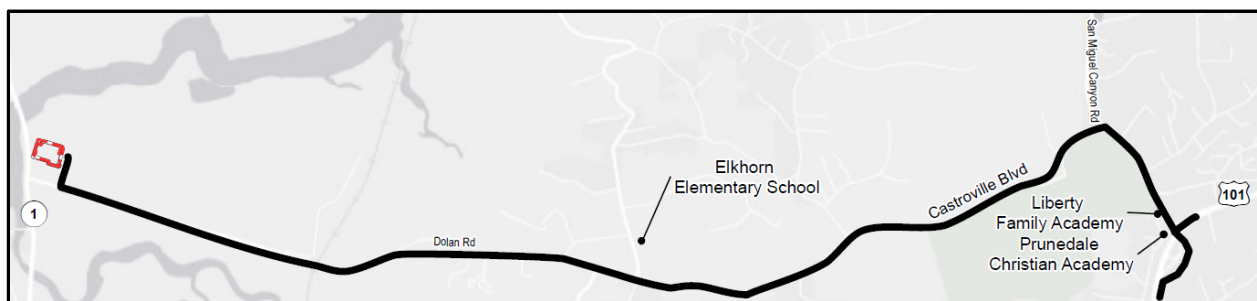 San Miguel Canyon Rd
Elkhorn
Elementary School
Castroville Blvd
101
Liberty
Family Academy
Prunedale
Christian Academy
1
Dolan Rd